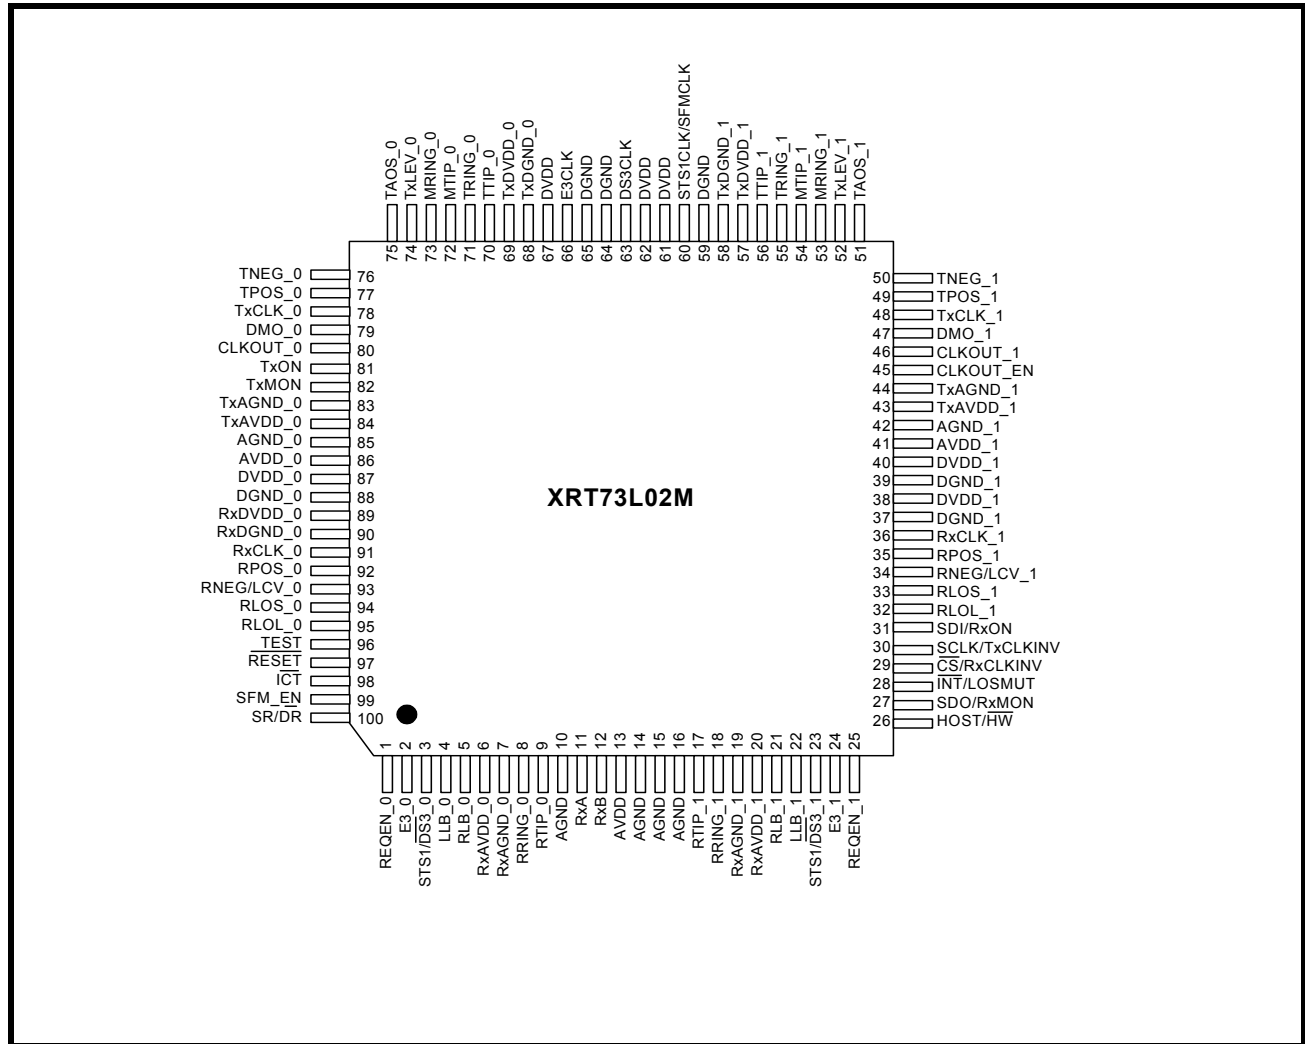 TAOS_0
TxLEV_0
MRING_0
MTIP_0
TRING_0
TTIP_0
TxDVDD_0
TxDGND_0
DVDD
E3CLK
DGND
DGND
DS3CLK
DVDD
DVDD
STS1CLK/SFMCLK
DGND
TxDGND_1
TxDVDD_1
TTIP_1
TRING_1
MTIP_1
MRING_1
TxLEV_1
TAOS_1
75
74
73
72
71
70
69
68
67
66
65
64
63
62
61
60
59
58
57
56
55
54
53
52
51
TNEG_0 76
TPOS_0 77
TxCLK_0 78
DMO_0 79
CLKOUT_0 80
TxON 81
TxMON 82
TxAGND_0 83
TxAVDD_0 84
AGND_0 85
AVDD_0 86
DVDD_0 87
DGND_0 88
RxDVDD_0 89
RxDGND_0 90
RxCLK_0 91
RPOS_0 92
RNEG/LCV_0 93
RLOS_0 94
RLOL_0 95
TEST 96
RESET 97
ICT 98
SFM_EN 99
SR/DR 100
XRT73L02M
50 TNEG_1
49 TPOS_1
48 TxCLK_1
47 DMO_1
46 CLKOUT_1
45 CLKOUT_EN
44 TxAGND_1
43 TxAVDD_1
42 AGND_1
41 AVDD_1
40 DVDD_1
39 DGND_1
38 DVDD_1
37 DGND_1
36 RxCLK_1
35 RPOS_1
34 RNEG/LCV_1
33 RLOS_1
32 RLOL_1
31 SDI/RxON
30 SCLK/TxCLKINV
29 CS/RxCLKINV
28 INT/LOSMUT
27 SDO/RxMON
26 HOST/HW
1
2
3
4
5
6
7
8
9
10
11
12
13
14
15
16
17
18
19
20
21
22
23
24
25
REQEN_0
E3_0
STS1/DS3_0
LLB_0
RLB_0
RxAVDD_0
RxAGND_0
RRING_0
RTIP_0
AGND
RxA
RxB
AVDD
AGND
AGND
AGND
RTIP_1
RRING_1
RxAGND_1
RxAVDD_1
RLB_1
LLB_1
STS1/DS3_1
E3_1
REQEN_1